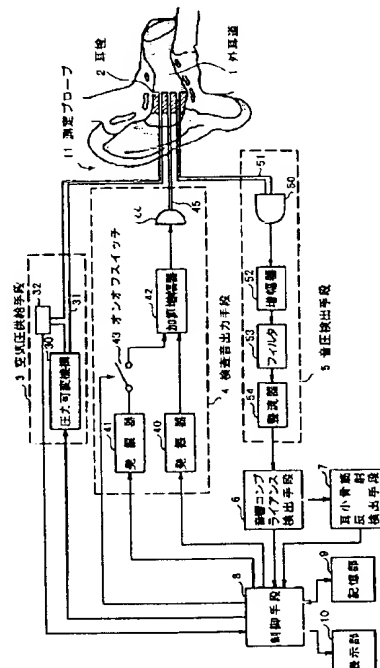 11 測定プローブ
2 耳栓
1 外耳道
3 空気圧供給手段
32
30
圧力可変機構
31
43 オンオフスイッチ
44
45
42
加算増幅器
41
発振器
40
発振器
4 検査音出力手段
51
50
52
増幅器
53
フィルタ
54
整流器
5 音圧検出手段
6
音響コンプ
ライアンス
検出手段
7
耳小骨筋
反射
検出手段
8
制御手段
9
記憶部
10
表示部